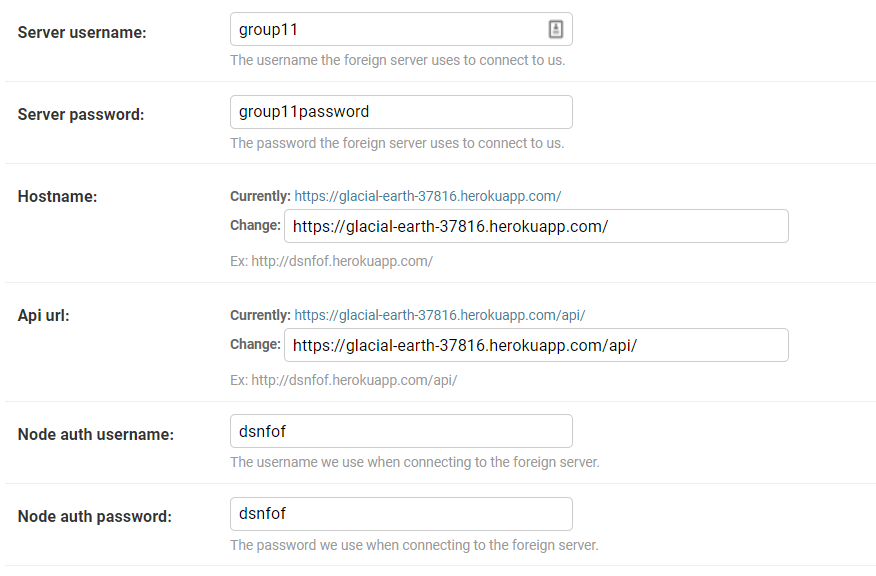 Server username:
group11
The username the foreign server uses to connect to us.
Server password:
group11password
The password the foreign server uses to connect to us.
Hostname:
Currently: https://glacial-earth-37816.herokuapp.com/
Change: https://glacial-earth-37816.herokuapp.com/
Ex: http://dsnfof.herokuapp.com/
Api url:
Currently: https://glacial-earth-37816.herokuapp.com/api/
Change: https://glacial-earth-37816.herokuapp.com/api/
Ex: http://dsnfof.herokuapp.com/api/
Node auth username:
dsnfof
The username we use when connecting to the foreign server.
Node auth password:
dsnfof
The password we use when connecting to the foreign server.